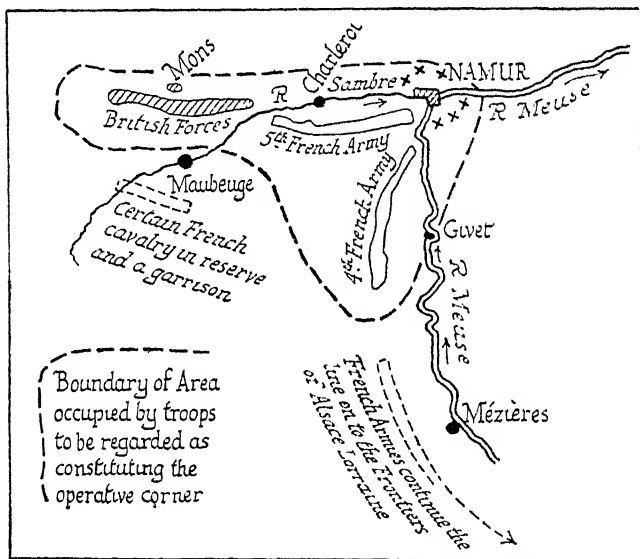 Mons
British Forces
R Sambre
Charleroi
NAMUR
R Meuse
5th French Army
Maubeuge
4th French Army
Givet
R Meuse
Certain French
cavalry in reserve
and a garrison
Mézières
French Armies continue the
line on to the Frontiers
of Alsace Lorraine
Boundary of Area
occupied by troops
to be regarded as
constituting the
operative corner